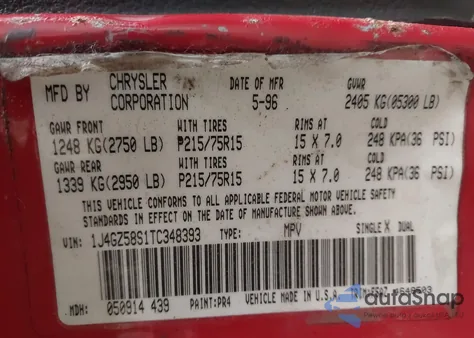 MFD BY CHRYSLER CORPORATION DATE OF MFR 5-96 GVWR 2405 KG(05300 LB)
GAWR FRONT WITH TIRES RIMS AT COLD
1248 KG(2750 LB) P215/75R15 15 X 7.0 248 KPA(36 PSI)
GAWR REAR WITH TIRES RIMS AT COLD
1339 KG(2950 LB) P215/75R15 15 X 7.0 248 KPA(36 PSI)
THIS VEHICLE CONFORMS TO ALL APPLICABLE FEDERAL MOTOR VEHICLE SAFETY
STANDARDS IN EFFECT ON THE DATE OF MANUFACTURE SHOWN ABOVE.
VIN: 1J4GZ58S1TC348393 TYPE: MPV SINGLE X DUAL
MDH: 050914 439 PAINT:PR4 VEHICLE MADE IN U.S.A.
autoSnap